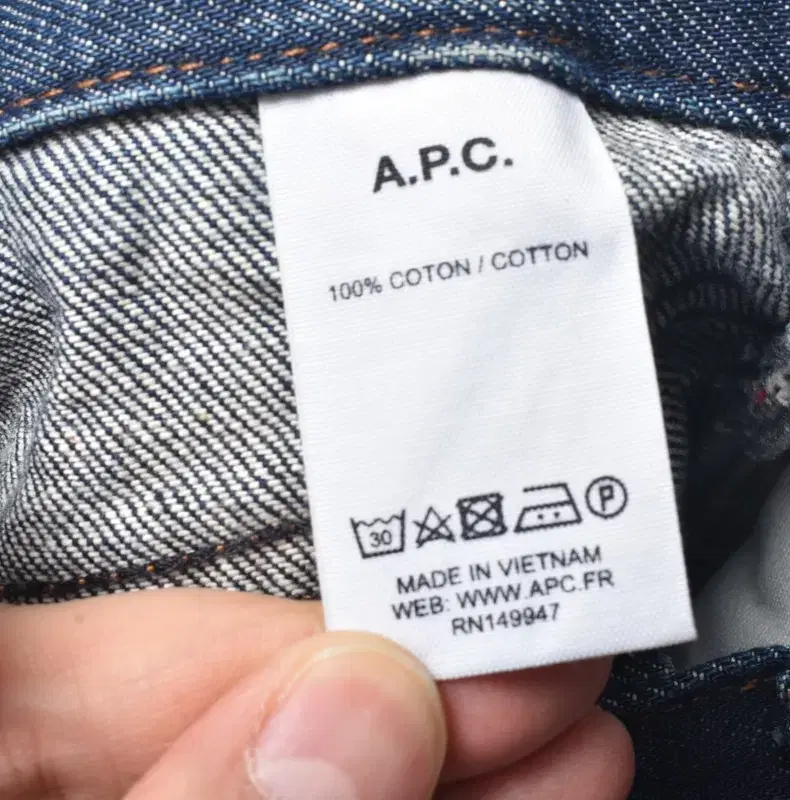 A.P.C.
100% COTON / COTTON
30 P
MADE IN VIETNAM
WEB: WWW.APC.FR
RN149947